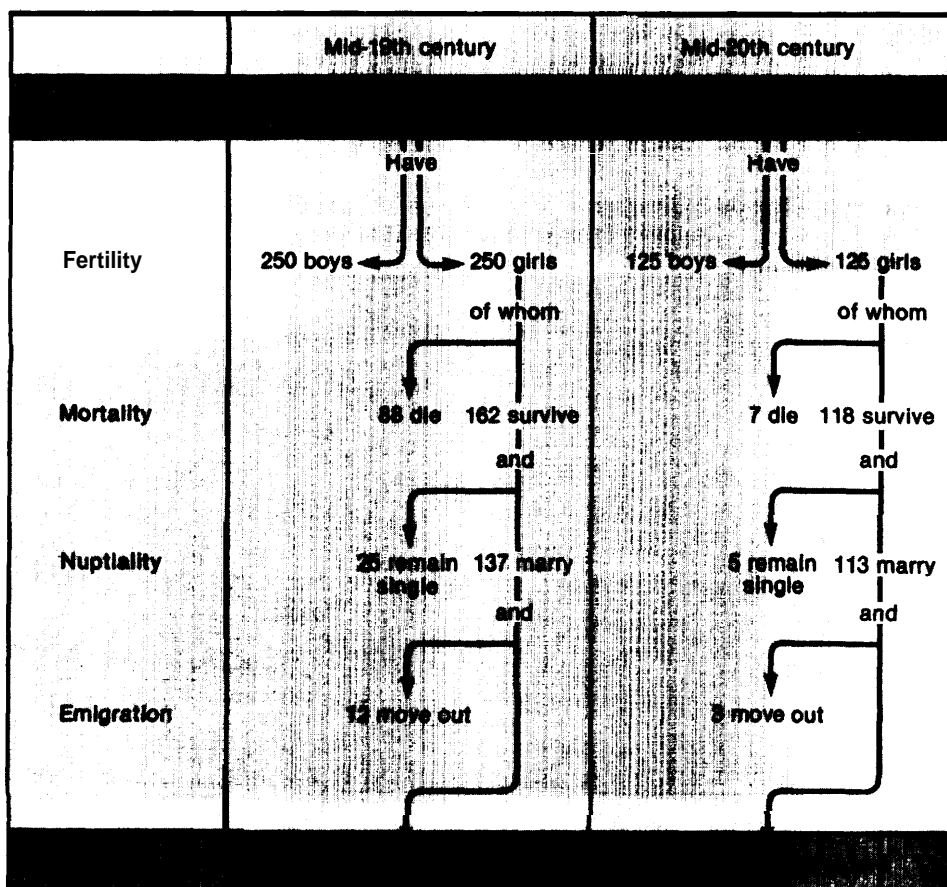 Mid-19th century Mid-20th century
Have Have
Fertility 250 boys 250 girls 125 boys 125 girls
of whom of whom
Mortality 88 die 162 survive 7 die 118 survive
and and
Nuptiality 25 remain 137 marry 5 remain 113 marry
single single
and and
Emigration 12 move out 3 move out